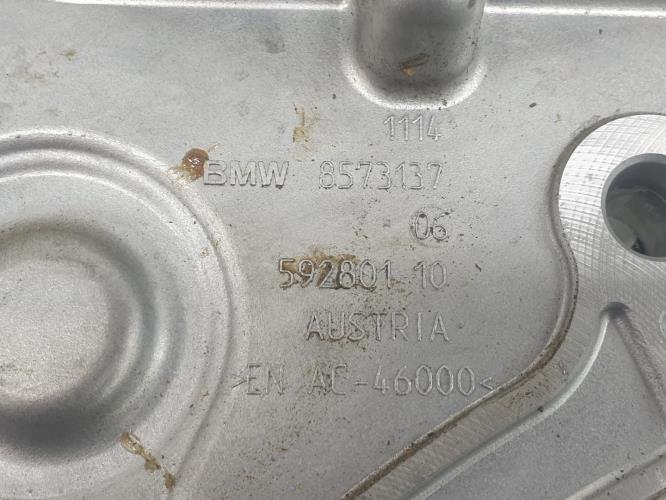 1114
BMW 8573137
06
592801 10
AUSTRIA
>EN AC-46000<